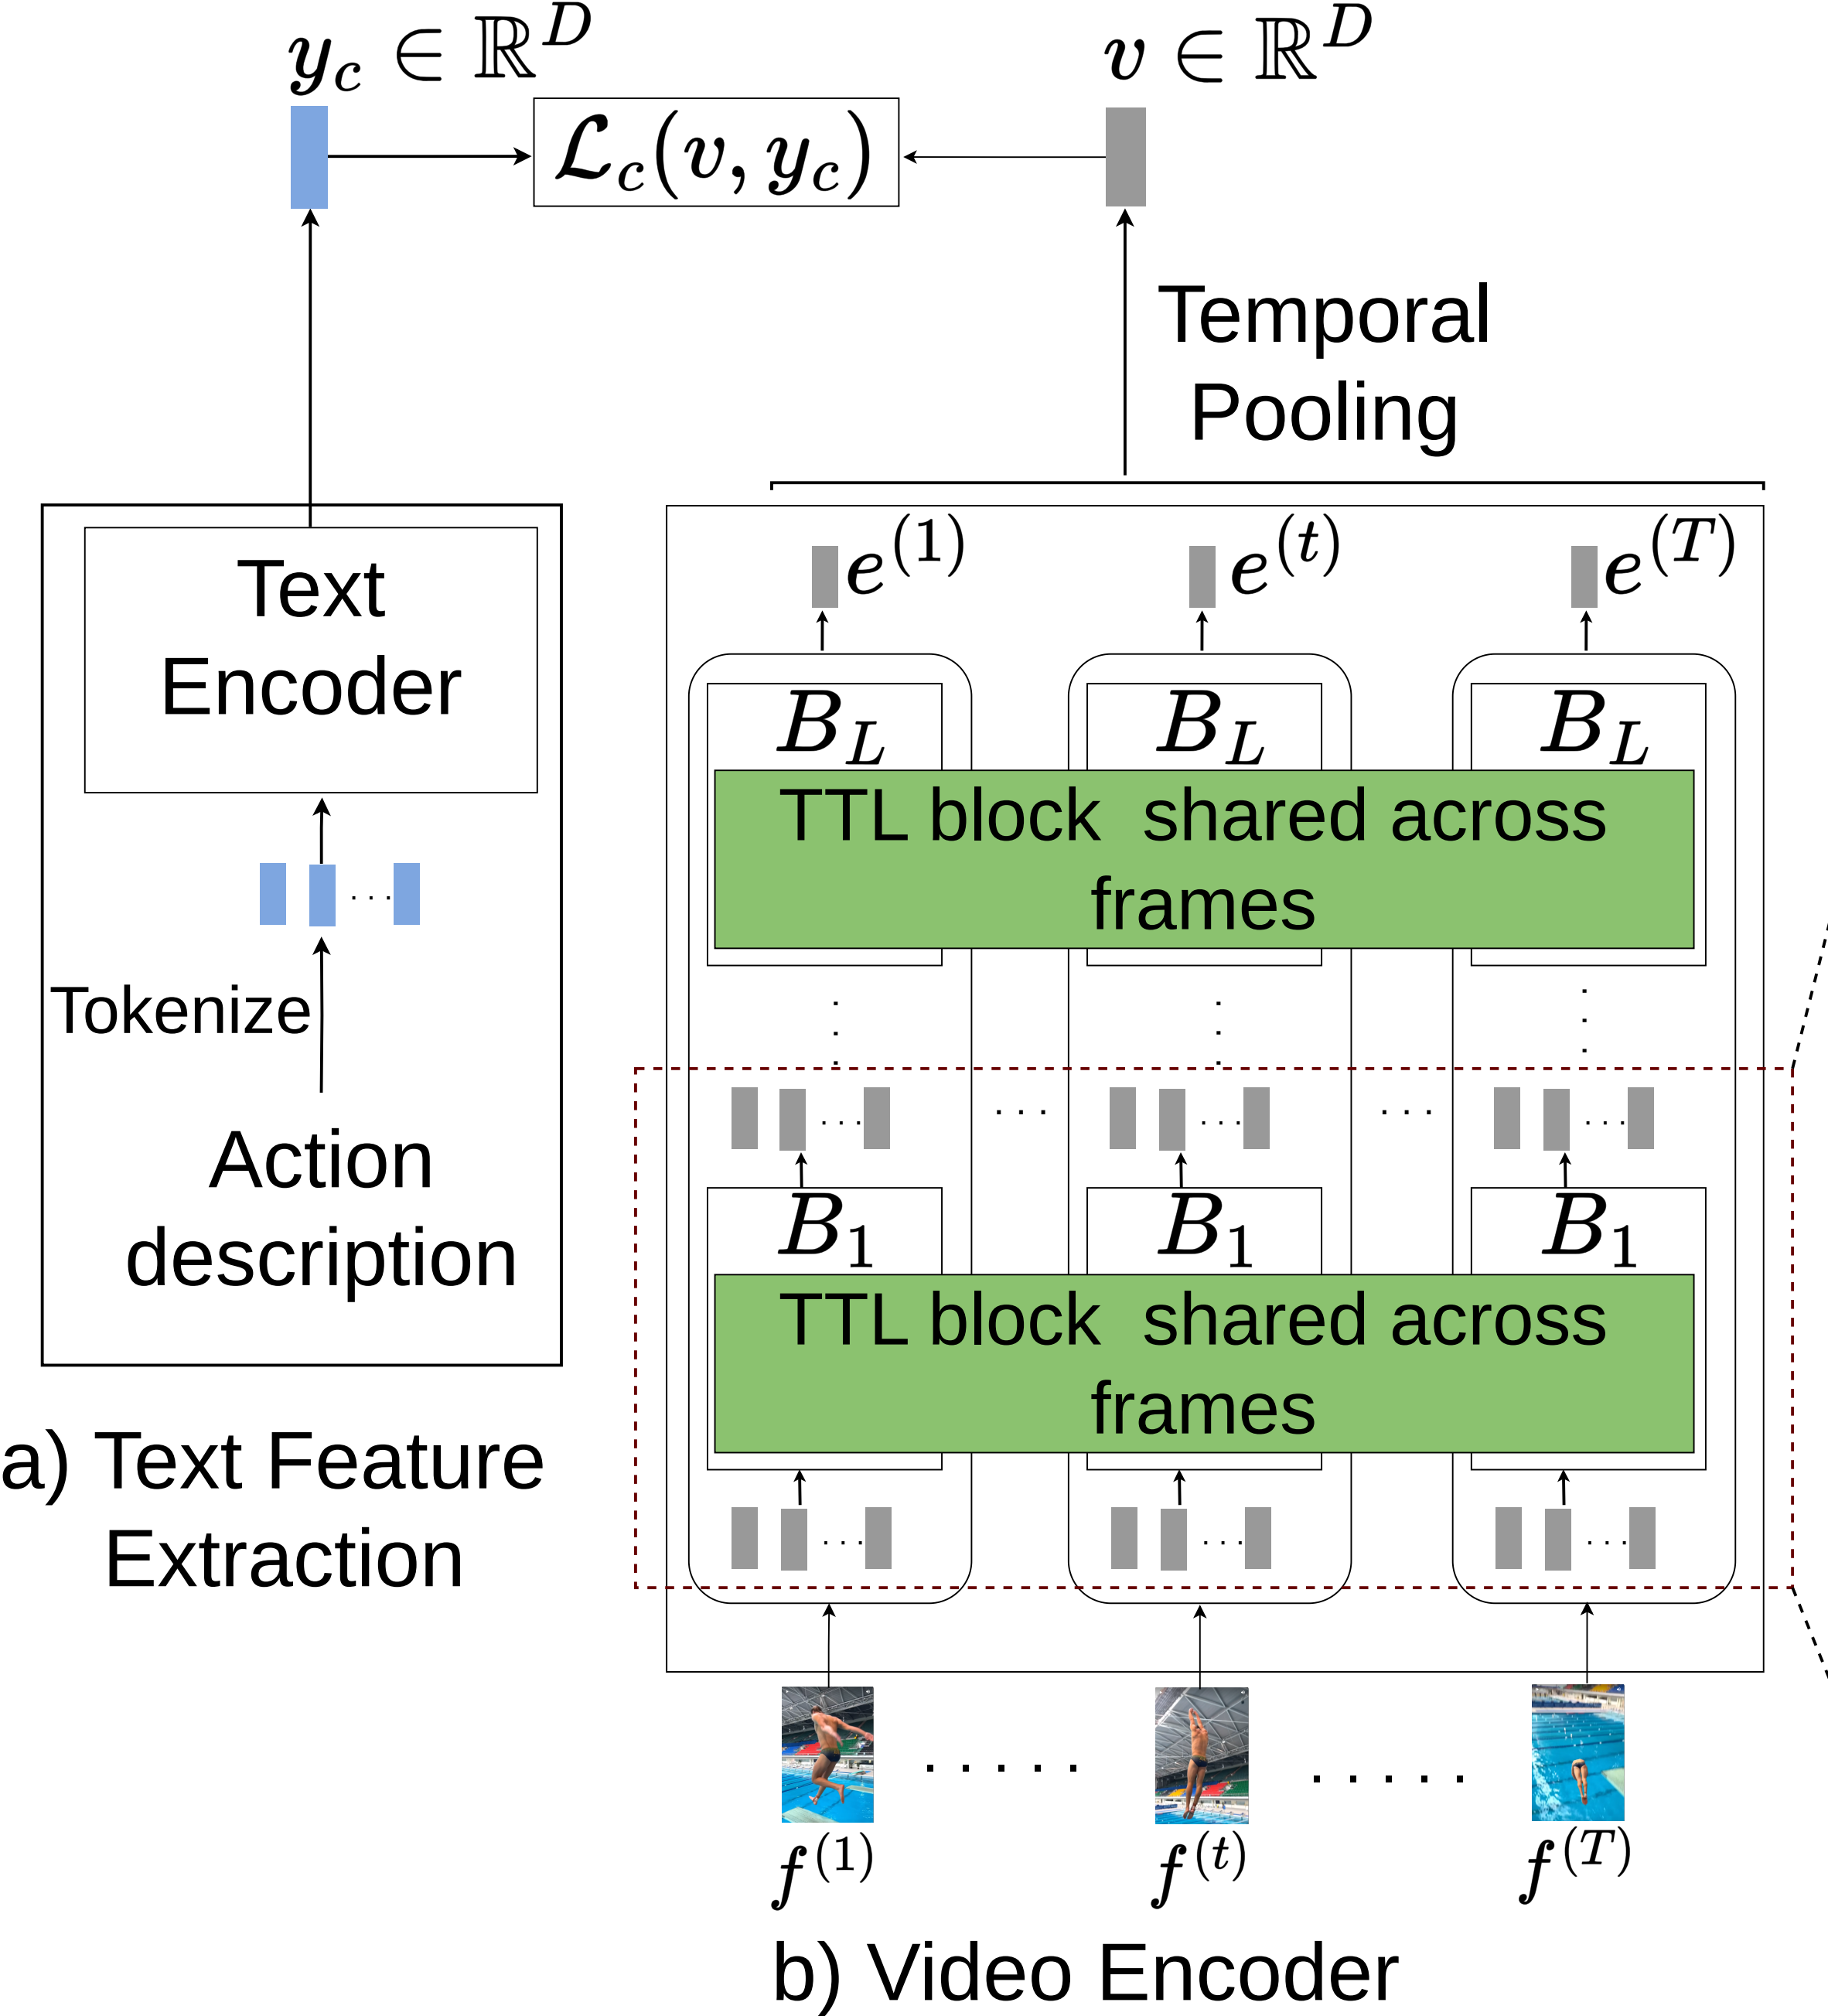 y_c ∈ ℝ^D
v ∈ ℝ^D
ℒ_c(v, y_c)
Temporal
Pooling
Text
Encoder
Tokenize
Action
description
a) Text Feature
Extraction
e^(1) e^(t) e^(T)
B_L B_L B_L
TTL block shared across
frames
B_1 B_1 B_1
TTL block shared across
frames
f^(1) f^(t) f^(T)
b) Video Encoder